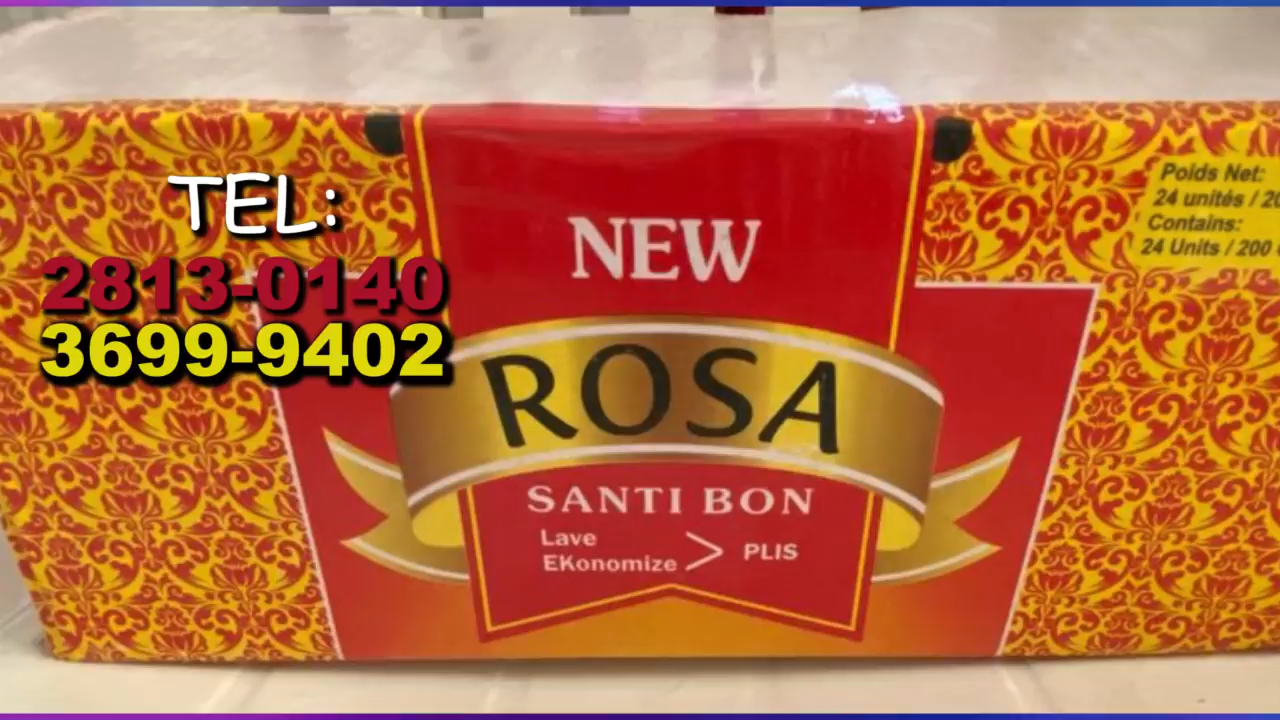 TEL:
2813-0140
3699-9402
NEW
ROSA
SANTI BON
Lave
EKonomize > PLIS
Poids Net:
24 unités /
Contains:
24 Units / 200